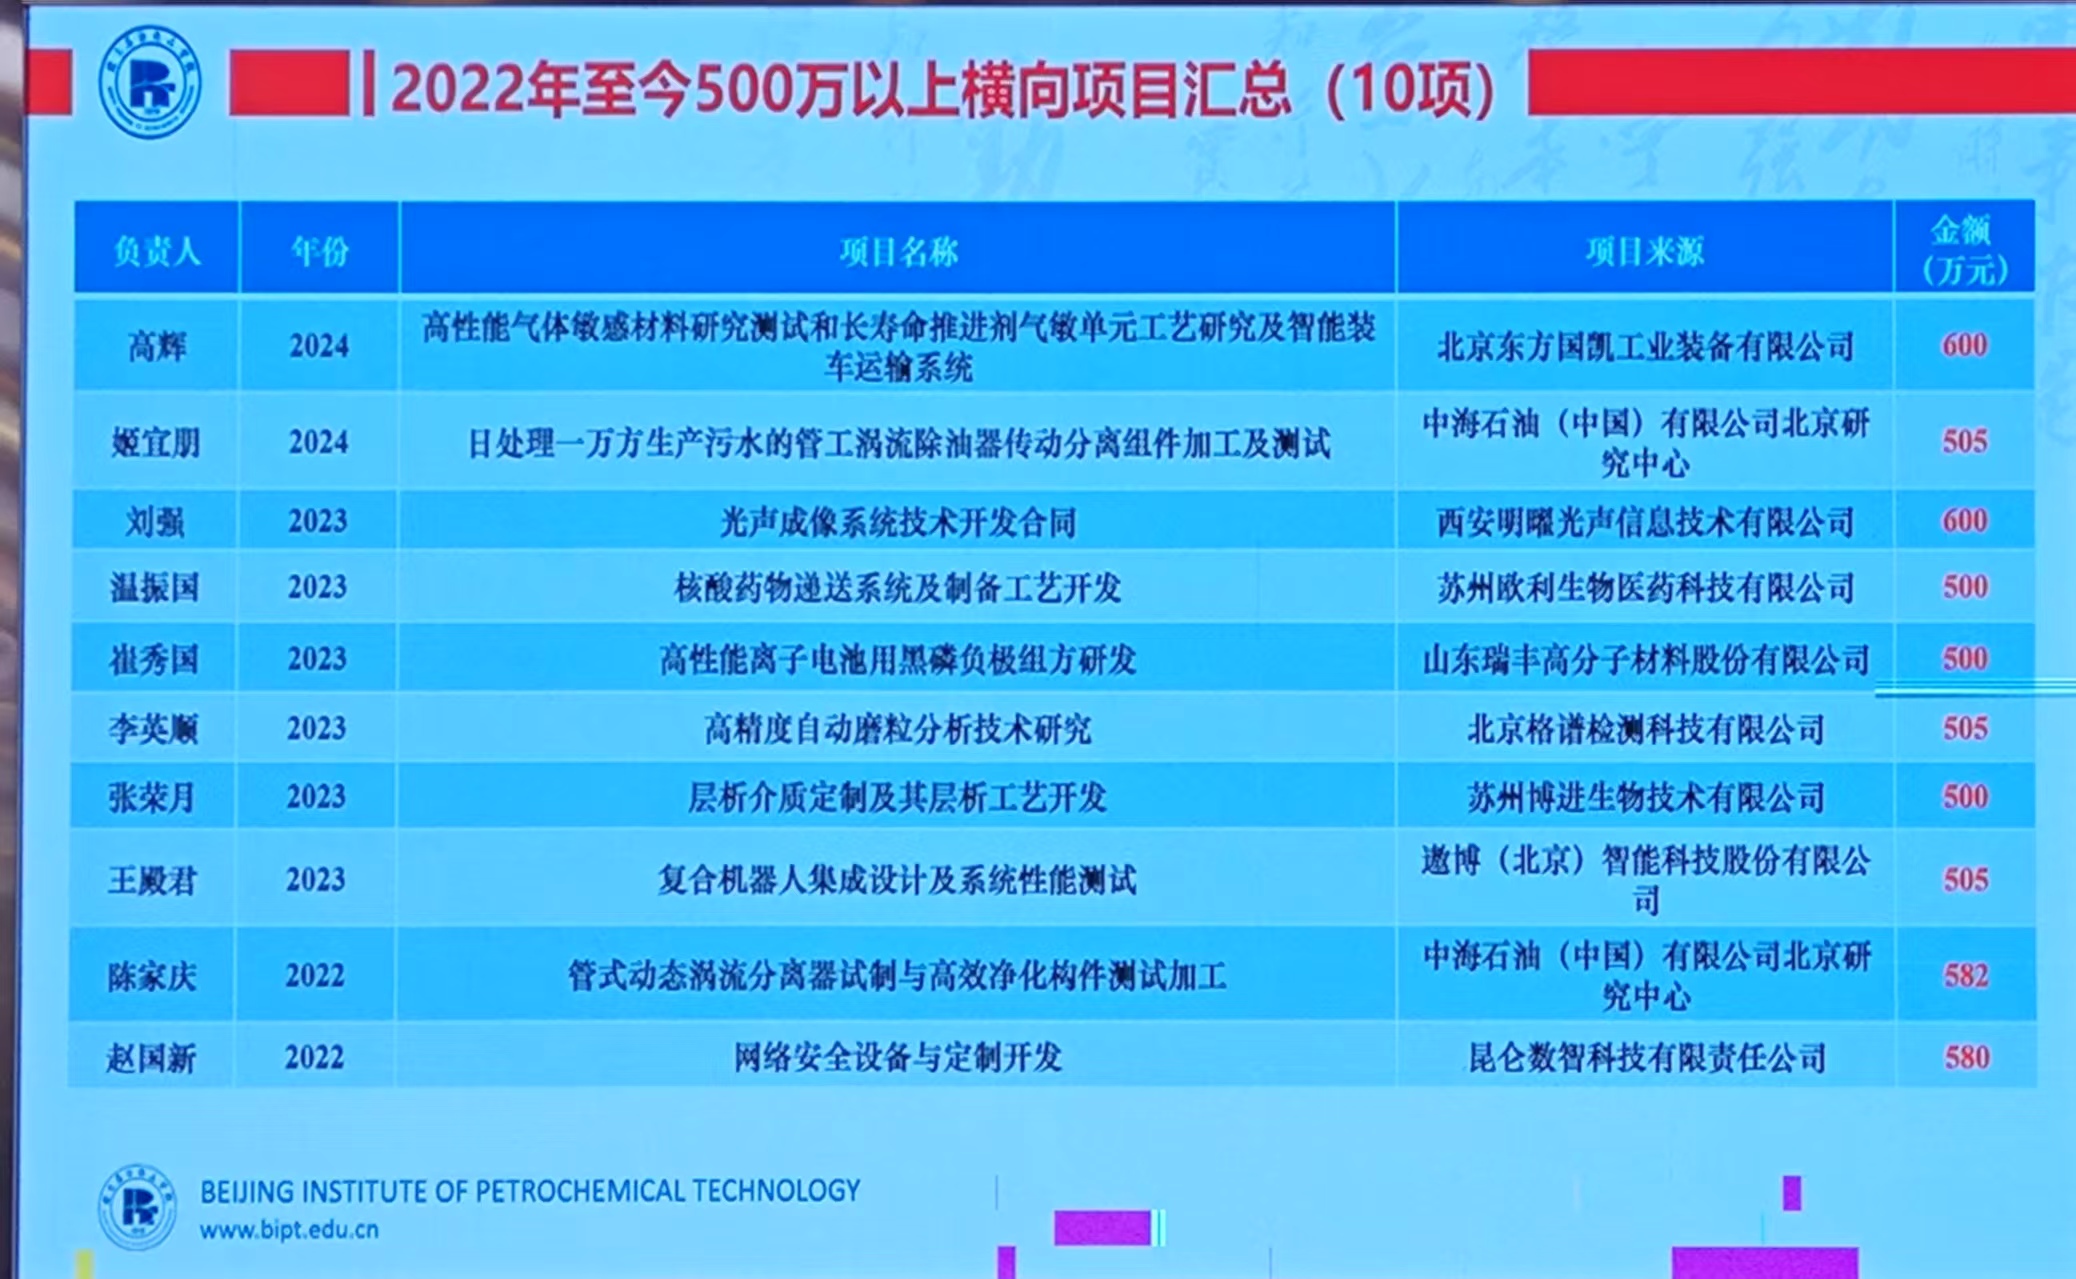 2022年至今500万以上横向项目汇总（10项）
负责人 年份 项目名称 项目来源 金额
（万元）
高辉 2024 高性能气体敏感材料研究测试和长寿命推进剂气敏单元工艺研究及智能装
车运输系统 北京东方国凯工业装备有限公司 600
姬宜朋 2024 日处理一万方生产污水的管工涡流除油器传动分离组件加工及测试 中海石油（中国）有限公司北京研
究中心 505
刘强 2023 光声成像系统技术开发合同 西安明曜光声信息技术有限公司 600
温振国 2023 核酸药物递送系统及制备工艺开发 苏州欧利生物医药科技有限公司 500
崔秀国 2023 高性能离子电池用黑磷负极组方研发 山东瑞丰高分子材料股份有限公司 500
李英顺 2023 高精度自动磨粒分析技术研究 北京格谱检测科技有限公司 505
张荣月 2023 层析介质定制及其层析工艺开发 苏州博进生物技术有限公司 500
王殿君 2023 复合机器人集成设计及系统性能测试 遨博（北京）智能科技股份有限公
司 505
陈家庆 2022 管式动态涡流分离器试制与高效净化构件测试加工 中海石油（中国）有限公司北京研
究中心 582
赵国新 2022 网络安全设备与定制开发 昆仑数智科技有限责任公司 580
BEIJING INSTITUTE OF PETROCHEMICAL TECHNOLOGY
www.bipt.edu.cn